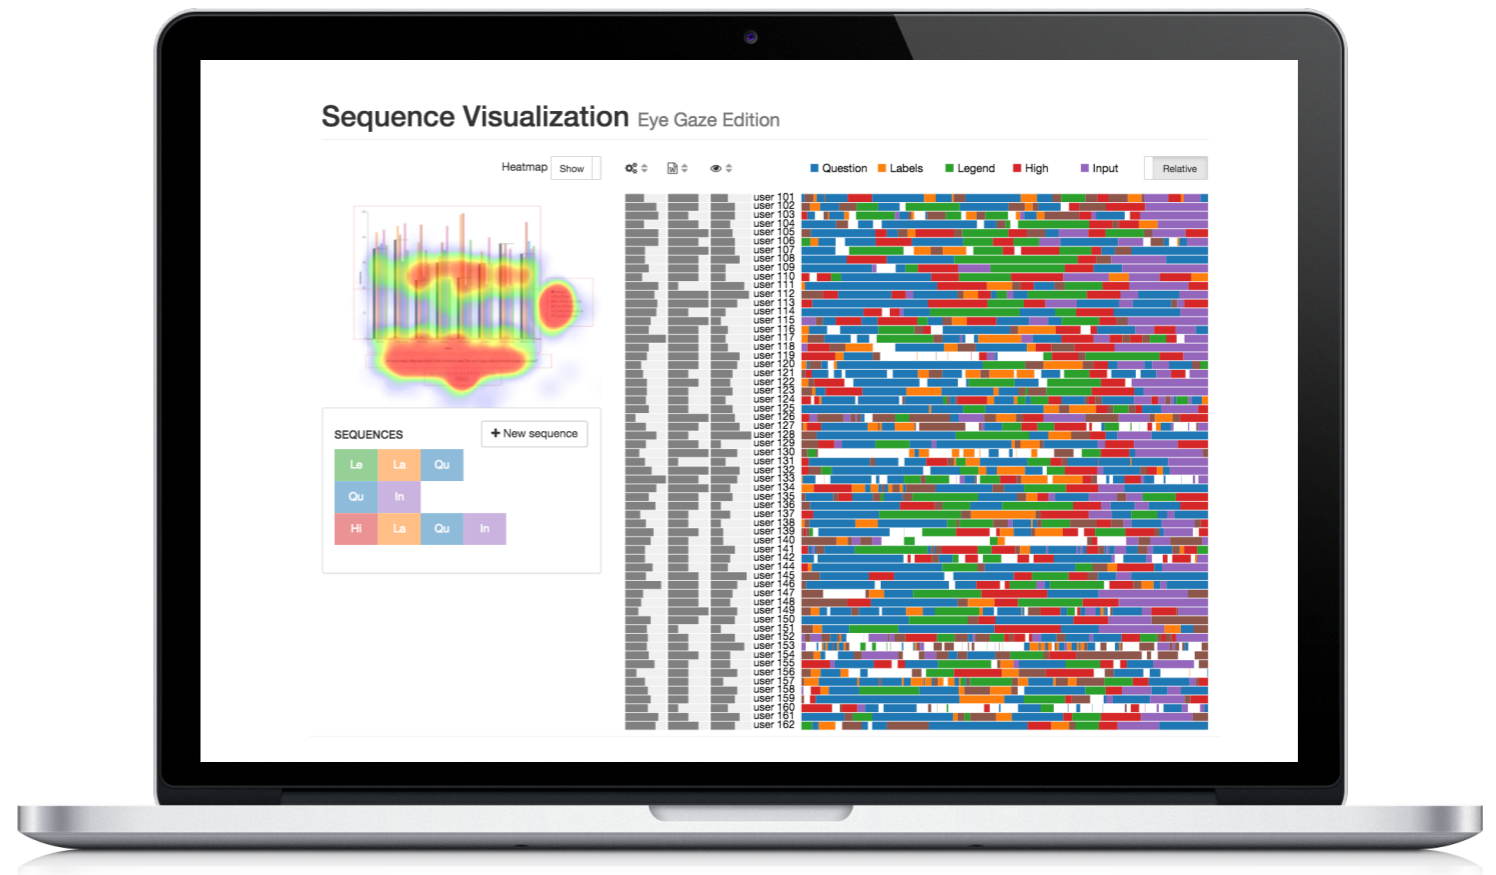 Sequence Visualization Eye Gaze Edition
Heatmap Show
Question Labels Legend High Input Relative
SEQUENCES
+ New sequence
Le La Qu
Qu In
Hi La Qu In
user 101
user 102
user 103
user 104
user 105
user 106
user 107
user 108
user 109
user 110
user 111
user 112
user 113
user 114
user 115
user 116
user 117
user 118
user 119
user 120
user 121
user 122
user 123
user 124
user 125
user 126
user 127
user 128
user 129
user 130
user 131
user 132
user 133
user 134
user 135
user 136
user 137
user 138
user 139
user 140
user 141
user 142
user 144
user 145
user 146
user 147
user 148
user 149
user 150
user 151
user 152
user 153
user 154
user 155
user 156
user 157
user 158
user 159
user 160
user 161
user 162